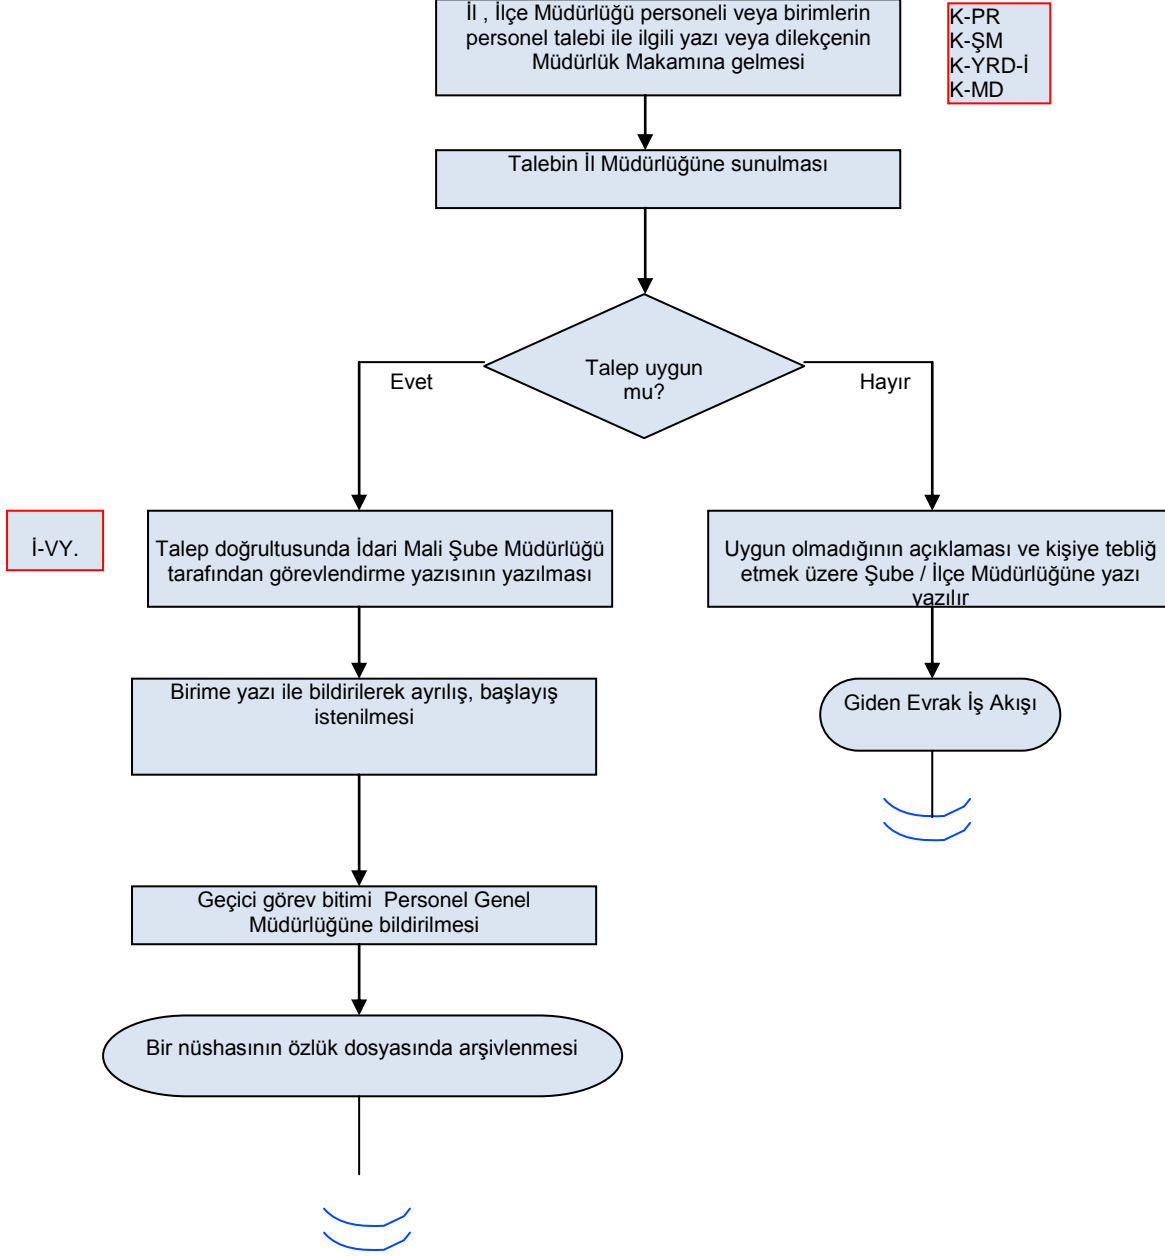 İl , İlçe Müdürlüğü personeli veya birimlerin
personel talebi ile ilgili yazı veya dilekçenin
Müdürlük Makamına gelmesi
K-PR
K-ŞM
K-YRD-İ
K-MD
Talebin İl Müdürlüğüne sunulması
Talep uygun
mu?
Evet
Hayır
İ-VY.
Talep doğrultusunda İdari Mali Şube Müdürlüğü
tarafından görevlendirme yazısının yazılması
Uygun olmadığının açıklaması ve kişiye tebliğ
etmek üzere Şube / İlçe Müdürlüğüne yazı
yazılır
Birime yazı ile bildirilerek ayrılış, başlayış
istenilmesi
Giden Evrak İş Akışı
Geçici görev bitimi  Personel Genel
Müdürlüğüne bildirilmesi
Bir nüshasının özlük dosyasında arşivlenmesi